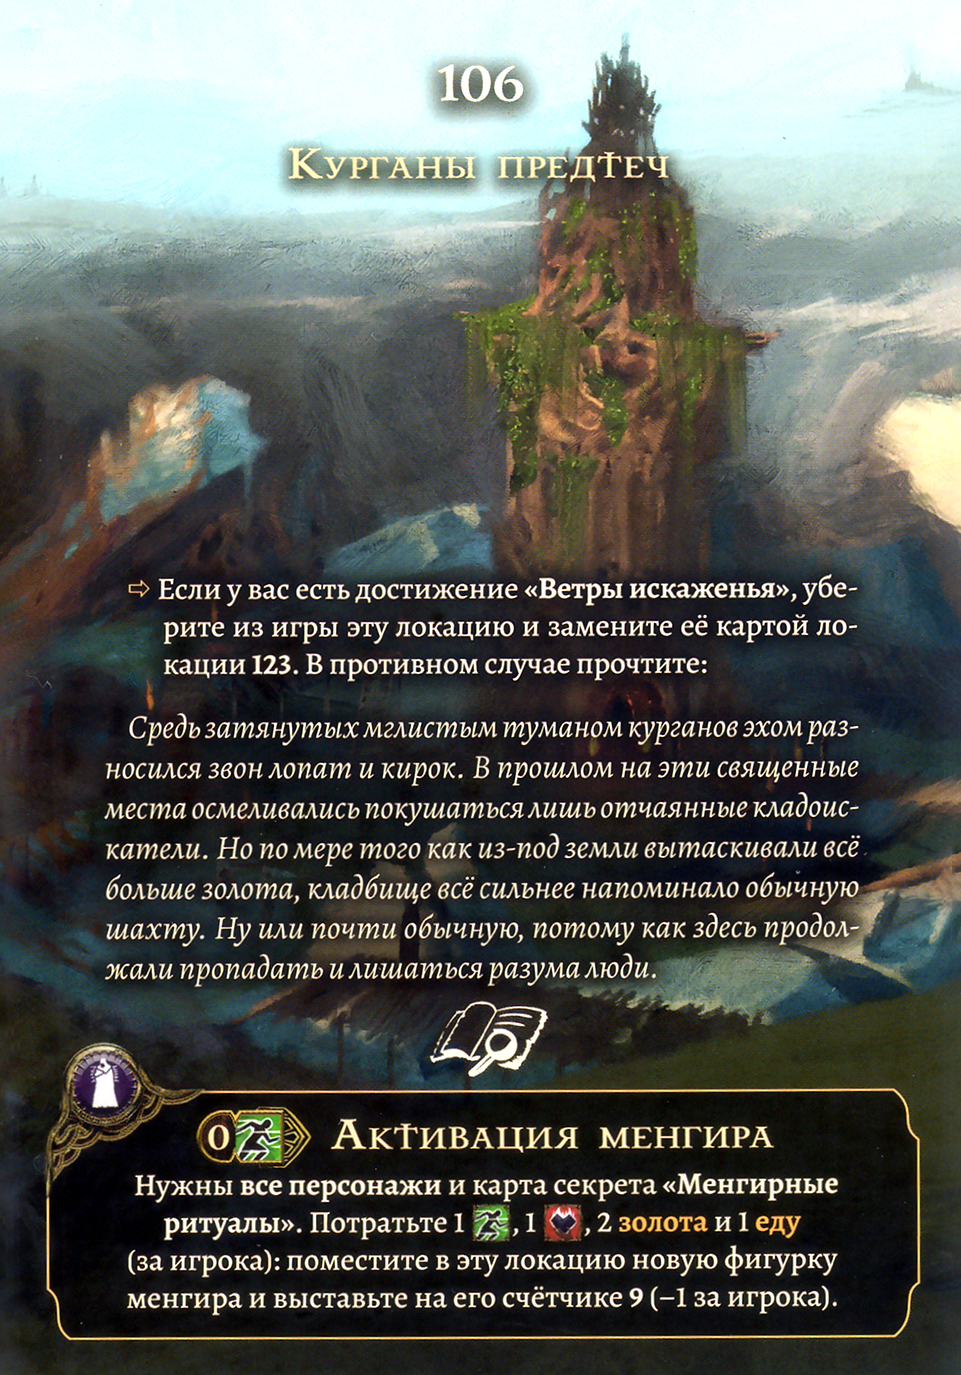 106
Курганы предтеч
⇨ Если у вас есть достижение «Ветры искаженья», убе-
рите из игры эту локацию и замените её картой ло-
кации 123. В противном случае прочтите:
Средь затянутых мглистым туманом курганов эхом раз-
носился звон лопат и кирок. В прошлом на эти священные
места осмеливались покушаться лишь отчаянные кладоис-
катели. Но по мере того как из-под земли вытаскивали всё
больше золота, кладбище всё сильнее напоминало обычную
шахту. Ну или почти обычную, потому как здесь продол-
жали пропадать и лишаться разума люди.
0 Активация менгира
Нужны все персонажи и карта секрета «Менгирные
ритуалы». Потратьте 1 , 1 , 2 золота и 1 еду
(за игрока): поместите в эту локацию новую фигурку
менгира и выставьте на его счётчике 9 (–1 за игрока).